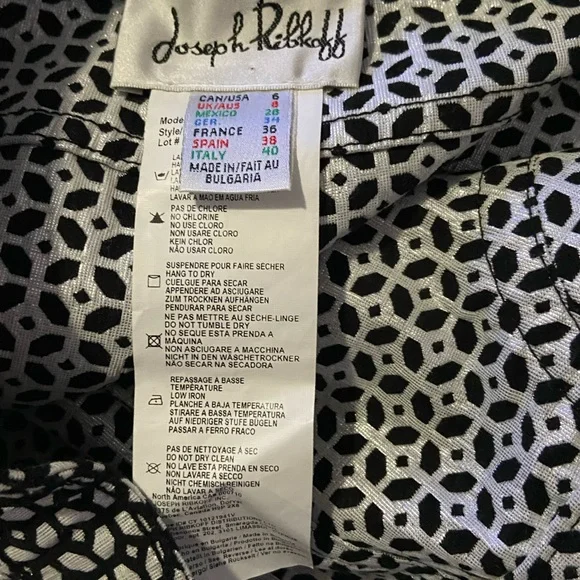 Joseph Ribkoff
CAN/USA 6
UK/AUS 8
MEXICO 28
GER. 34
FRANCE 36
SPAIN 38
ITALY 40
MADE IN/FAIT AU
BULGARIA
Mode
Style/
Lot #
LAVAR A MAO EM AGUA FRIA
PAS DE CHLORE
NO CHLORINE
NO USE CLORO
NON USARE CLORO
KEIN CHLOR
NÃO USAR CLORO
SUSPENDRE POUR FAIRE SÉCHER
HANG TO DRY
CUELGUE PARA SECAR
APPENDERE AD ASCIUGARE
ZUM TROCKNEN AUFHÄNGEN
PENDURAR PARA SECAR
NE PAS METTRE AU SÈCHE-LINGE
DO NOT TUMBLE DRY
NO SEQUE ESTA PRENDA A
MÁQUINA
NON ASCIUGARE A MACCHINA
NICHT IN DEN WÄSCHETROCKNER
NÃO SECAR NA SECADORA
REPASSAGE A BASSE
TEMPÉRATURE
LOW IRON
PLANCHE A BAJA TEMPERATURA
STIRARE A BASSA TEMPERATURA
AUF NIEDRIGER STUFE BÜGELN
PASSAR A FERRO FRACO
PAS DE NETTOYAGE À SEC
DO NOT DRY CLEAN
NO LAVE ESTA PRENDA EN SECO
NON LAVARE A SECCO
NICHT CHEMISCH REINIGEN
NÃO LAVAR A SECO
North America
JOSEPH RIBKOFF